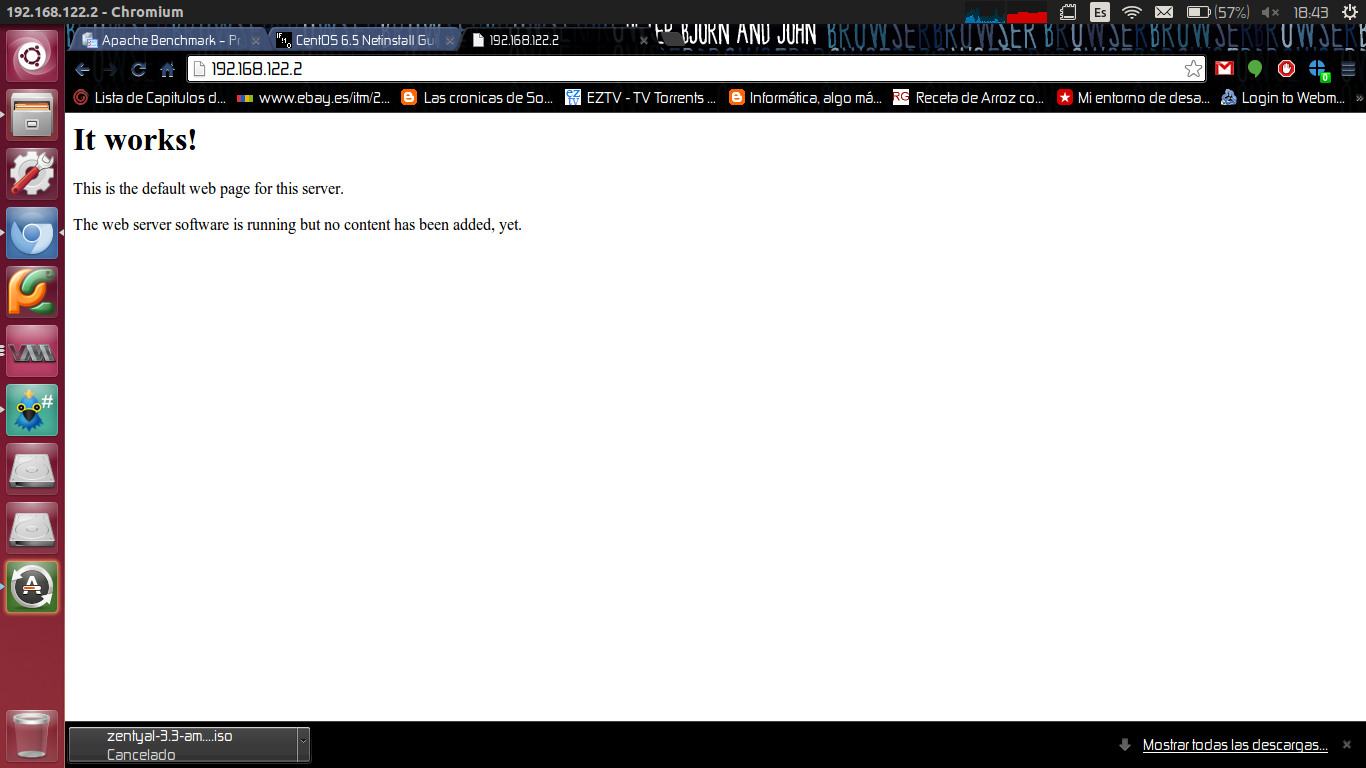 192.168.122.2 - Chromium
Es
(57%)
18:43
Apache Benchmark - Pr
CentOS 6.5 Netinstall Gui
192.168.122.2
BJORN AND JOHN
BROWSER BROWSER BROWSER
192.168.122.2
0
Lista de Capitulos d...
www.ebay.es/itm/2...
Las cronicas de So...
EZTV - TV Torrents ...
Informática, algo má...
RG
Receta de Arroz co...
Mi entorno de desa...
Login to Webm...
»
It works!
This is the default web page for this server.
The web server software is running but no content has been added, yet.
#
A
zentyal-3.3-am....iso
Cancelado
Mostrar todas las descargas...